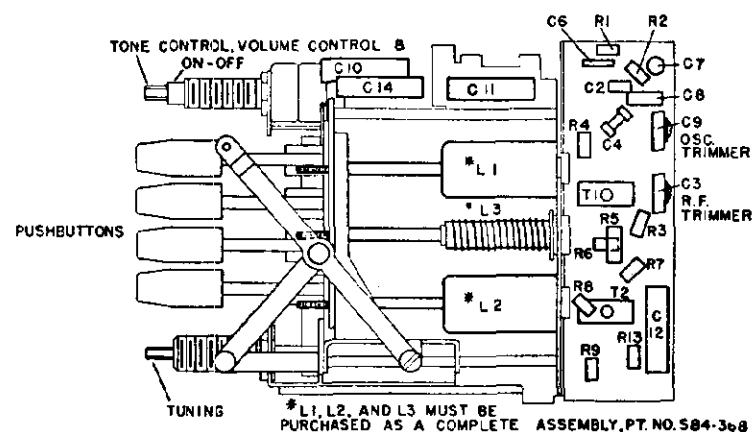 TONE CONTROL, VOLUME CONTROL &
ON-OFF
C6
R1
R2
C7
C10
C14
C11
C2
C8
R4
C4
C9
OSC.
TRIMMER
*L1
T1
C3
R.F.
TRIMMER
*L3
R5
R3
PUSHBUTTONS
R6
R7
*L2
R8
T2
C
12
R9
R13
TUNING
*L1, L2, AND L3 MUST BE
PURCHASED AS A COMPLETE ASSEMBLY, PT. NO. S84-368